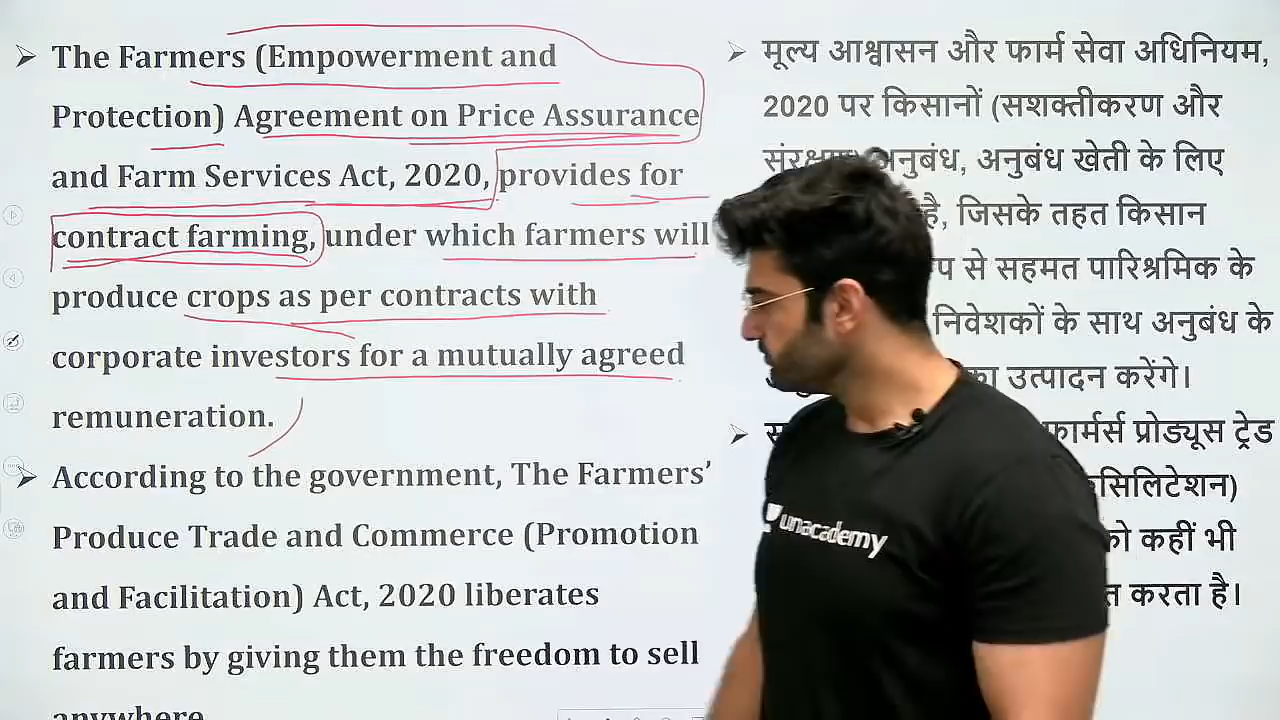 The Farmers (Empowerment and
Protection) Agreement on Price Assurance
and Farm Services Act, 2020, provides for
contract farming, under which farmers will
produce crops as per contracts with
corporate investors for a mutually agreed
remuneration.
According to the government, The Farmers’
Produce Trade and Commerce (Promotion
and Facilitation) Act, 2020 liberates
farmers by giving them the freedom to sell
anywhere
मूल्य आश्वासन और फार्म सेवा अधिनियम,
2020 पर किसानों (सशक्तीकरण और
अनुबंध, अनुबंध खेती के लिए
है, जिसके तहत किसान
से सहमत पारिश्रमिक के
निवेशकों के साथ अनुबंध के
का उत्पादन करेंगे।
फार्मर्स प्रोड्यूस ट्रेड
को कहीं भी
करता है।
unacademy